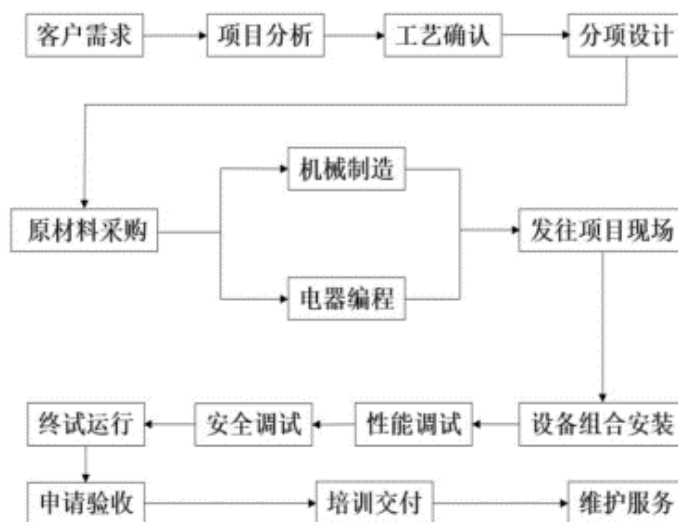 客户需求
项目分析
工艺确认
分项设计
原材料采购
机械制造
电器编程
发往项目现场
设备组合安装
性能调试
安全调试
终试运行
申请验收
培训交付
维护服务